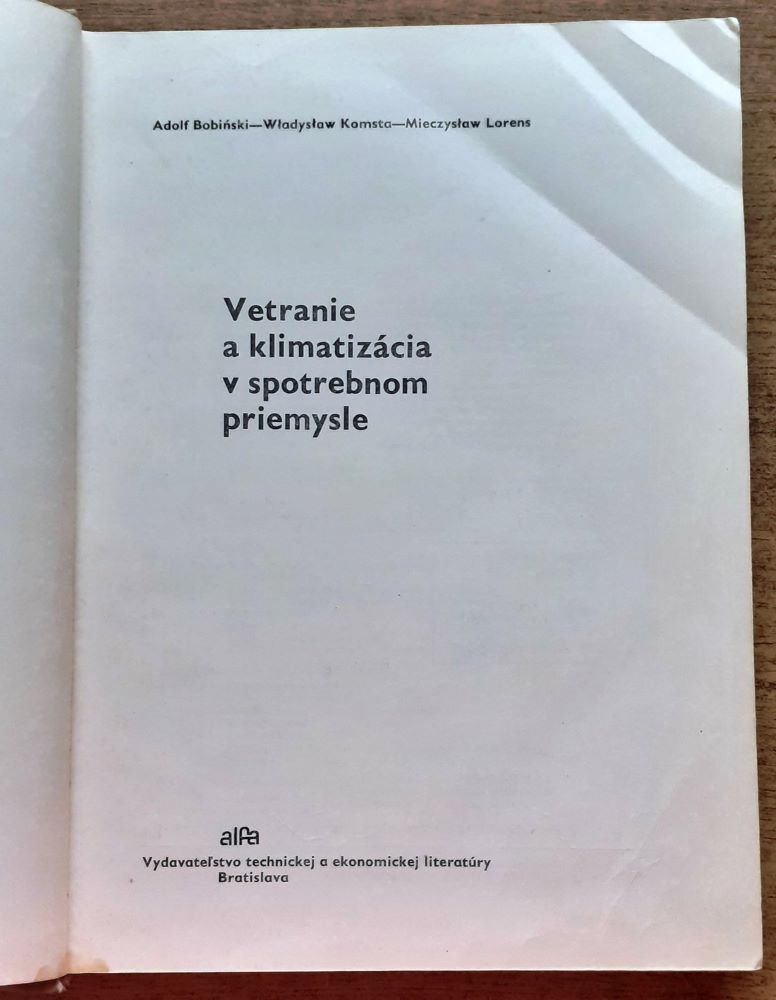 Adolf Bobiński—Władysław Komsta—Mieczysław Lorens
Vetranie
a klimatizácia
v spotrebnom
priemysle
alfa
Vydavateľstvo technickej a ekonomickej literatúry
Bratislava